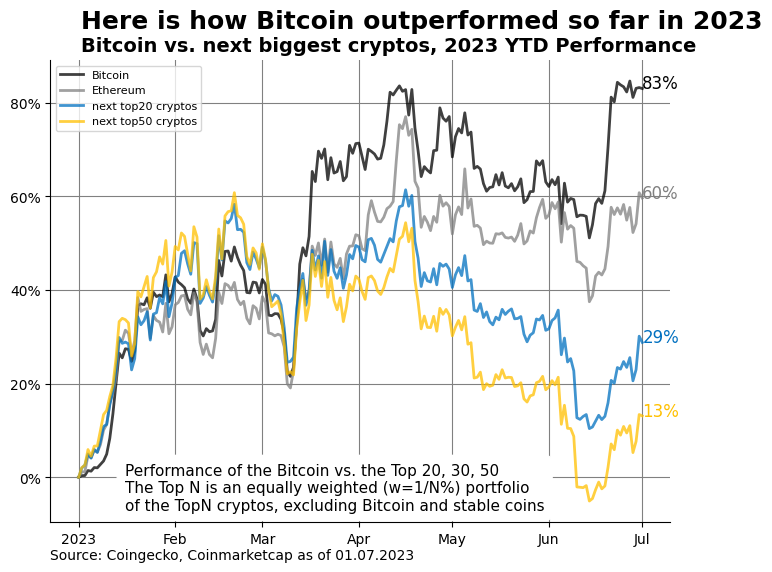 Here is how Bitcoin outperformed so far in 2023
Bitcoin vs. next biggest cryptos, 2023 YTD Performance
Bitcoin
Ethereum
next top20 cryptos
next top50 cryptos
80%
60%
40%
20%
0%
83%
60%
29%
13%
Performance of the Bitcoin vs. the Top 20, 30, 50
The Top N is an equally weighted (w=1/N%) portfolio
of the TopN cryptos, excluding Bitcoin and stable coins
2023 Feb Mar Apr May Jun Jul
Source: Coingecko, Coinmarketcap as of 01.07.2023